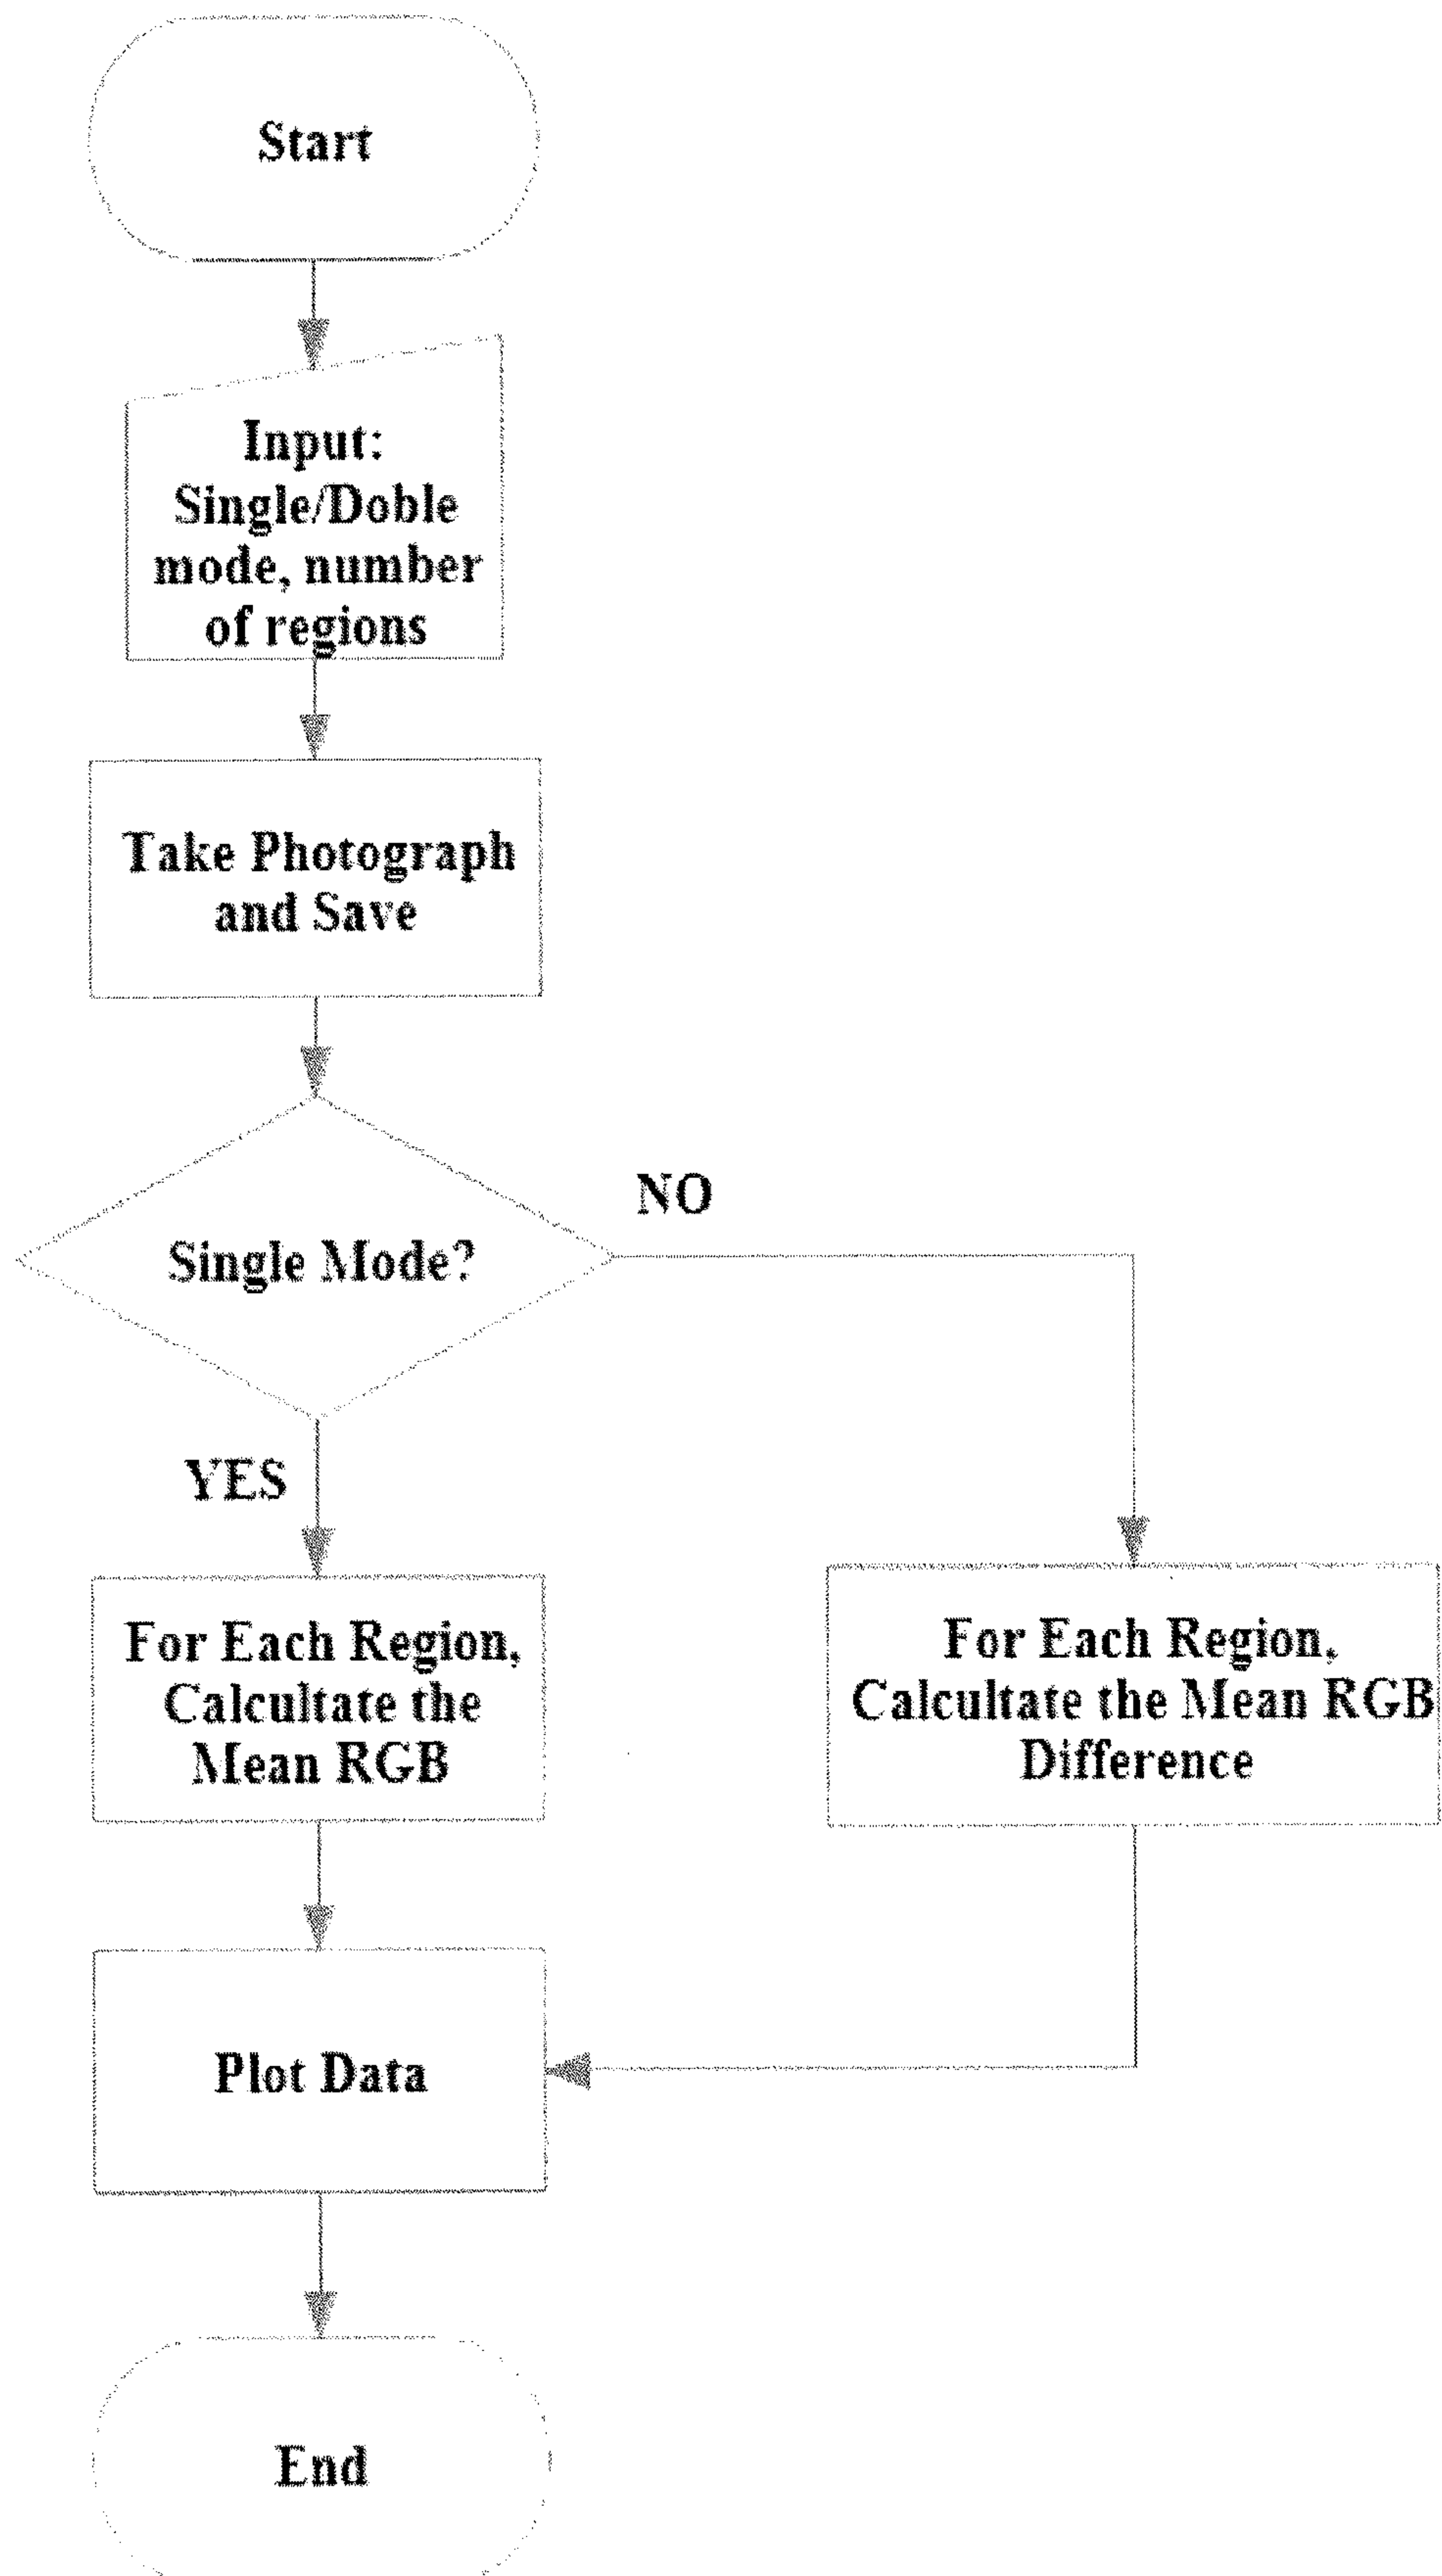 Start
Input:
Single/Doble
mode, number
of regions
Take Photograph
and Save
Single Mode?
NO
YES
For Each Region,
Calcultate the
Mean RGB
For Each Region,
Calcultate the Mean RGB
Difference
Plot Data
End